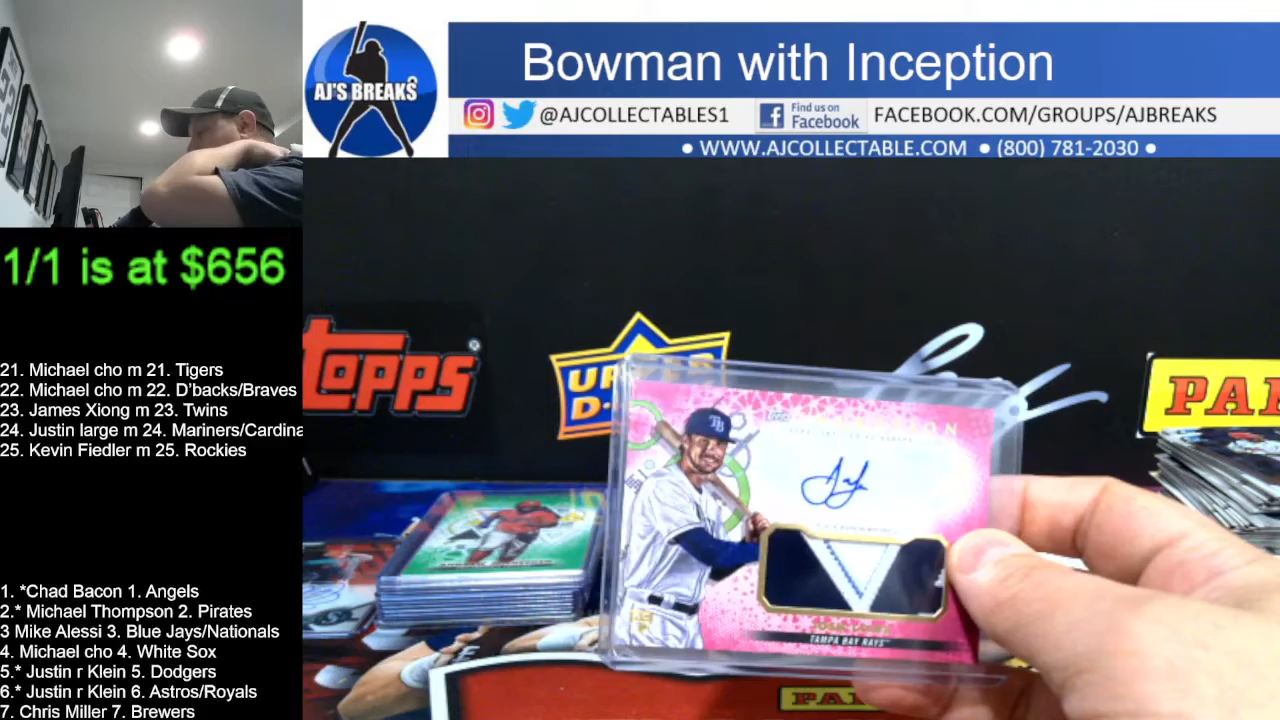 Bowman with Inception
AJ'S BREAKS
@AJCOLLECTABLES1
Find us on
Facebook
FACEBOOK.COM/GROUPS/AJBREAKS
● WWW.AJCOLLECTABLE.COM ● (800) 781-2030 ●
1/1 is at $656
21. Michael cho m 21. Tigers
22. Michael cho m 22. D'backs/Braves
23. James Xiong m 23. Twins
24. Justin large m 24. Mariners/Cardina
25. Kevin Fiedler m 25. Rockies
1. *Chad Bacon 1. Angels
2.* Michael Thompson 2. Pirates
3 Mike Alessi 3. Blue Jays/Nationals
4. Michael cho 4. White Sox
5.* Justin r Klein 5. Dodgers
6.* Justin r Klein 6. Astros/Royals
7. Chris Miller 7. Brewers
TOPPS
TB
TAMPA BAY RAYS